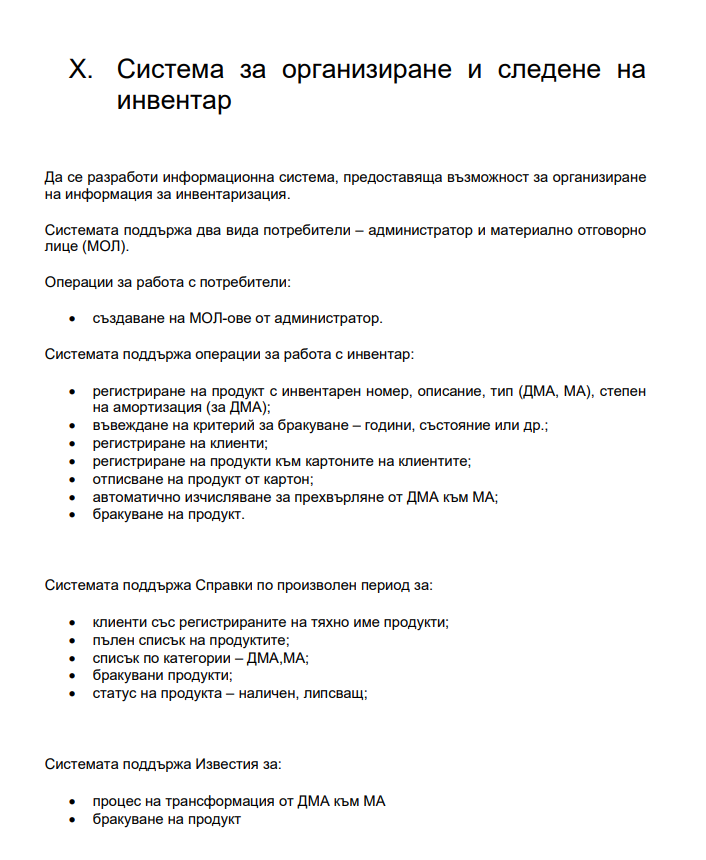 X. Система за организиране и следене на
инвентар
Да се разработи информационна система, предоставяща възможност за организиране
на информация за инвентаризация.
Системата поддържа два вида потребители – администратор и материално отговорно
лице (МОЛ).
Операции за работа с потребители:
• създаване на МОЛ-ове от администратор.
Системата поддържа операции за работа с инвентар:
• регистриране на продукт с инвентарен номер, описание, тип (ДМА, МА), степен
на амортизация (за ДМА);
• въвеждане на критерий за бракуване – години, състояние или др.;
• регистриране на клиенти;
• регистриране на продукти към картоните на клиентите;
• отписване на продукт от картон;
• автоматично изчисляване за прехвърляне от ДМА към МА;
• бракуване на продукт.
Системата поддържа Справки по произволен период за:
• клиенти със регистрираните на тяхно име продукти;
• пълен списък на продуктите;
• списък по категории – ДМА,МА;
• бракувани продукти;
• статус на продукта – наличен, липсващ;
Системата поддържа Известия за:
• процес на трансформация от ДМА към МА
• бракуване на продукт